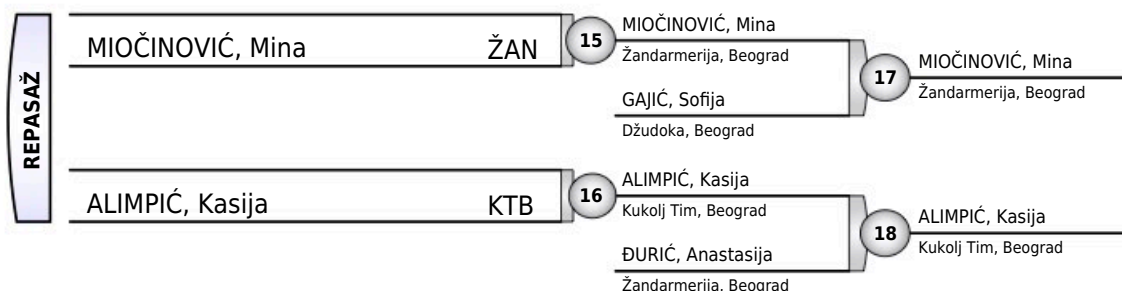 REPASAŽ
MIOČINOVIĆ, Mina ŽAN
15
MIOČINOVIĆ, Mina
Žandarmerija, Beograd
GAJIĆ, Sofija
Džudoka, Beograd
17
MIOČINOVIĆ, Mina
Žandarmerija, Beograd
ALIMPIĆ, Kasija KTB
16
ALIMPIĆ, Kasija
Kukolj Tim, Beograd
ĐURIĆ, Anastasija
Žandarmerija, Beograd
18
ALIMPIĆ, Kasija
Kukolj Tim, Beograd